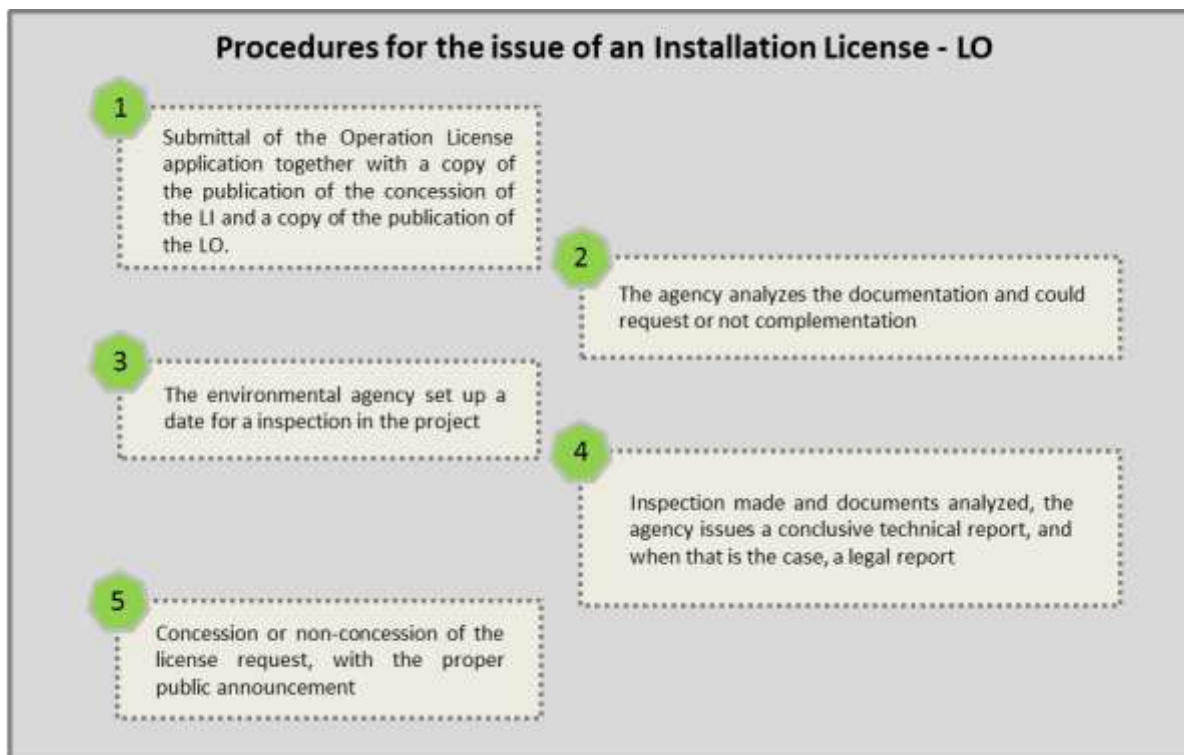 Procedures for the issue of an Installation License - LO
1
Submittal of the Operation License
application together with a copy of
the publication of the concession of
the LI and a copy of the publication of
the LO.
2
The agency analyzes the documentation and could
request or not complementation
3
The environmental agency set up a
date for a inspection in the project
4
Inspection made and documents analyzed, the
agency issues a conclusive technical report, and
when that is the case, a legal report
5
Concession or non-concession of the
license request, with the proper
public announcement